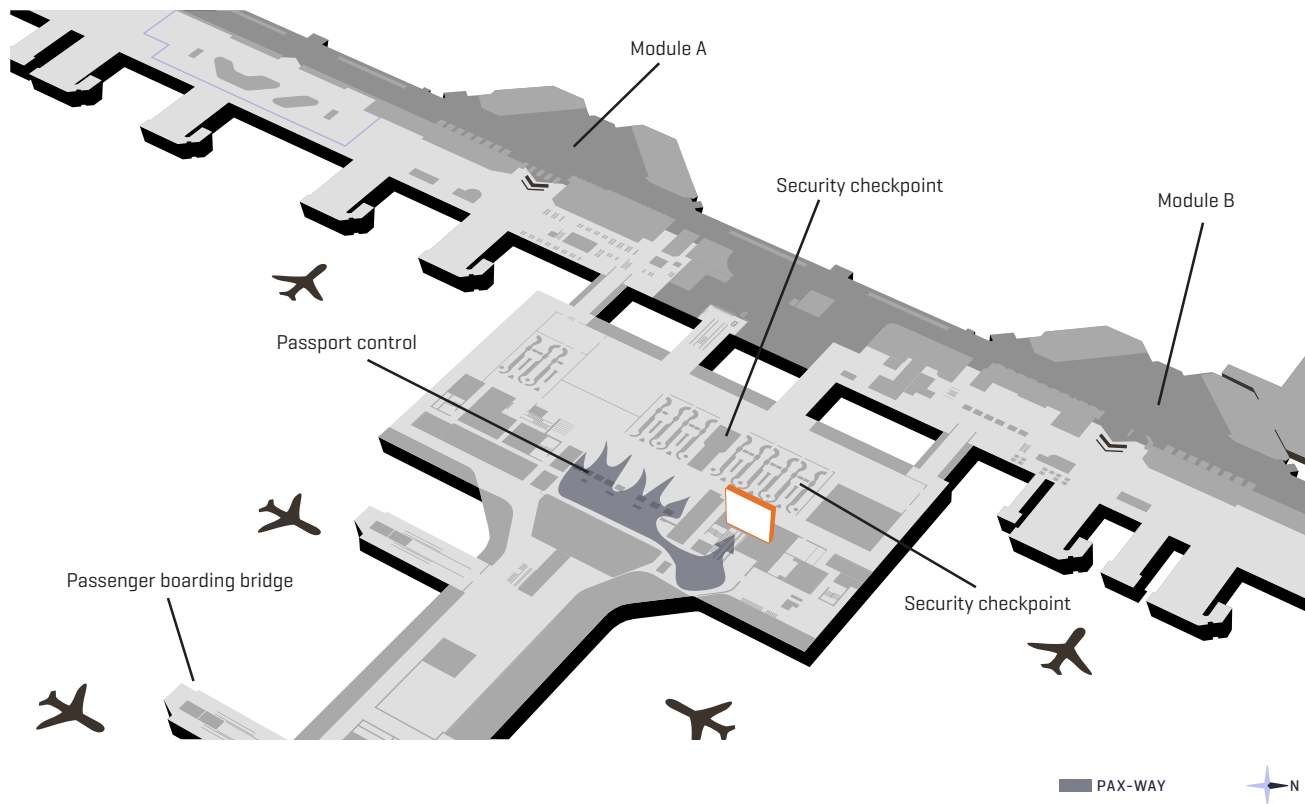 Module A
Security checkpoint
Module B
Passport control
Passenger boarding bridge
Security checkpoint
PAX-WAY
N